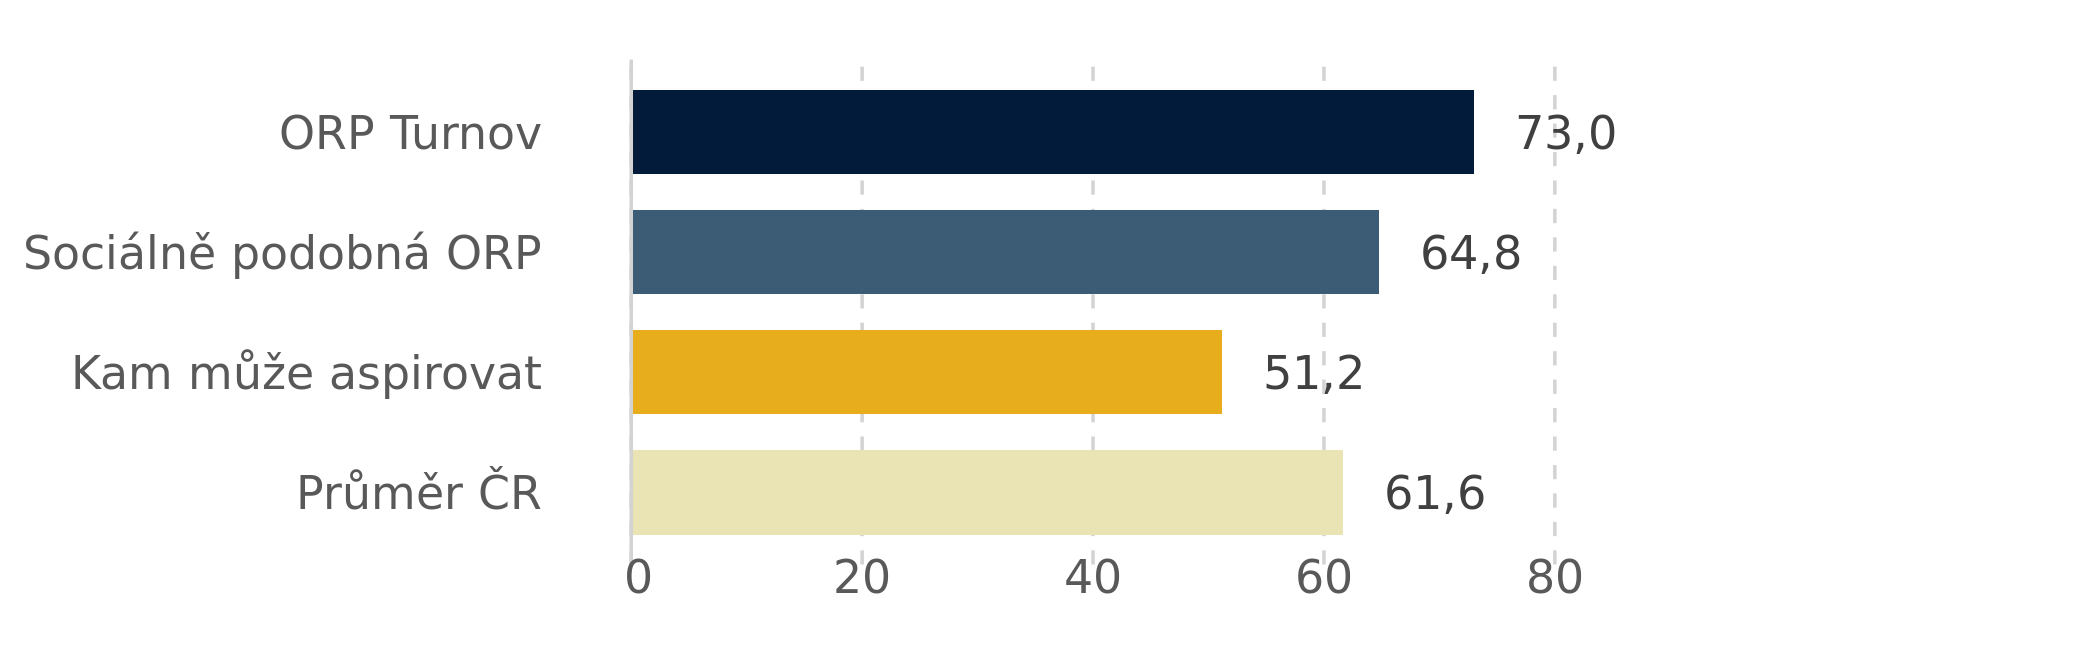 ORP Turnov 73,0
Sociálně podobná ORP 64,8
Kam může aspirovat 51,2
Průměr ČR 61,6
0 20 40 60 80